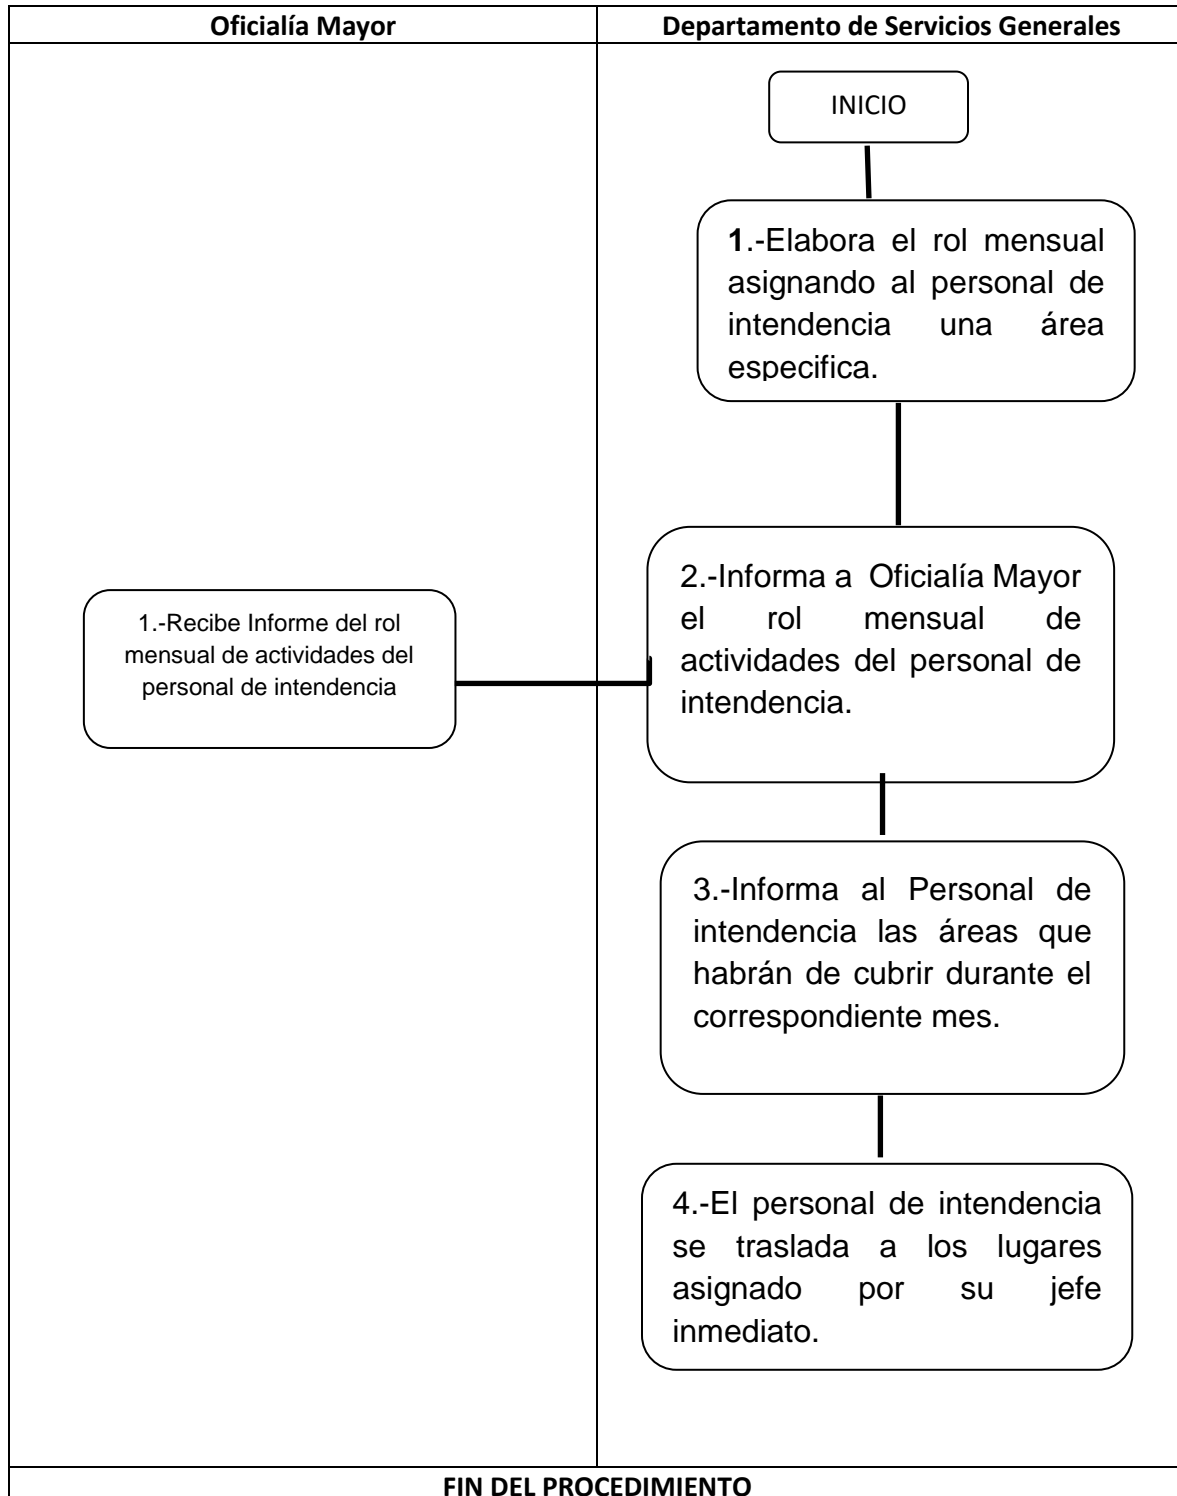 Oficialía Mayor
Departamento de Servicios Generales
INICIO
1.-Elabora el rol mensual
asignando al personal de
intendencia una área
especifica.
2.-Informa a Oficialía Mayor
el rol mensual de
actividades del personal de
intendencia.
1.-Recibe Informe del rol
mensual de actividades del
personal de intendencia
3.-Informa al Personal de
intendencia las áreas que
habrán de cubrir durante el
correspondiente mes.
4.-El personal de intendencia
se traslada a los lugares
asignado por su jefe
inmediato.
FIN DEL PROCEDIMIENTO